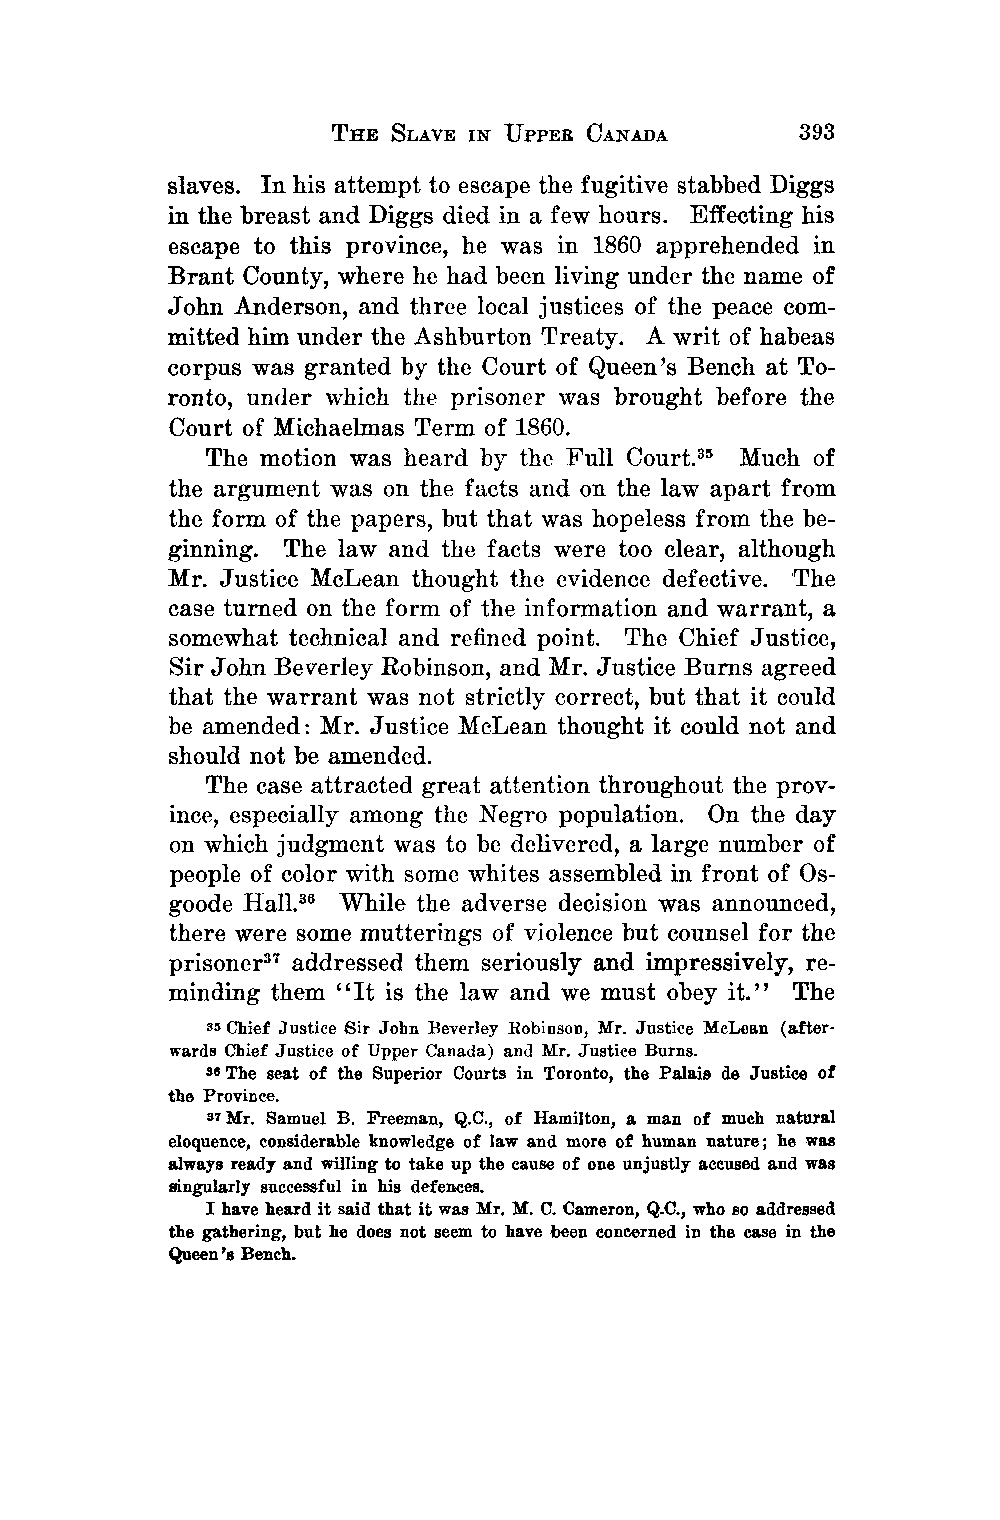 THE SLAVE IN UPPER CANADA 393
slaves. In his attempt to escape the fugitive stabbed Diggs
in the breast and Diggs died in a few hours. Effecting his
escape to this province, he was in 1860 apprehended in
Brant County, where he had been living under the name of
John Anderson, and three local justices of the peace com-
mitted him under the Ashburton Treaty. A writ of habeas
corpus was granted by the Court of Queen's Bench at To-
ronto, under which the prisoner was brought before the
Court of Michaelmas Term of 1860.
The motion was heard by the Full Court.³⁵ Much of
the argument was on the facts and on the law apart from
the form of the papers, but that was hopeless from the be-
ginning. The law and the facts were too clear, although
Mr. Justice McLean thought the evidence defective. The
case turned on the form of the information and warrant, a
somewhat technical and refined point. The Chief Justice,
Sir John Beverley Robinson, and Mr. Justice Burns agreed
that the warrant was not strictly correct, but that it could
be amended: Mr. Justice McLean thought it could not and
should not be amended.
The case attracted great attention throughout the prov-
ince, especially among the Negro population. On the day
on which judgment was to be delivered, a large number of
people of color with some whites assembled in front of Os-
goode Hall.³⁶ While the adverse decision was announced,
there were some mutterings of violence but counsel for the
prisoner³⁷ addressed them seriously and impressively, re-
minding them "It is the law and we must obey it." The
³⁵ Chief Justice Sir John Beverley Robinson, Mr. Justice McLean (after-
wards Chief Justice of Upper Canada) and Mr. Justice Burns.
³⁶ The seat of the Superior Courts in Toronto, the Palais de Justice of
the Province.
³⁷ Mr. Samuel B. Freeman, Q.C., of Hamilton, a man of much natural
eloquence, considerable knowledge of law and more of human nature; he was
always ready and willing to take up the cause of one unjustly accused and was
singularly successful in his defences.
I have heard it said that it was Mr. M. C. Cameron, Q.C., who so addressed
the gathering, but he does not seem to have been concerned in the case in the
Queen's Bench.